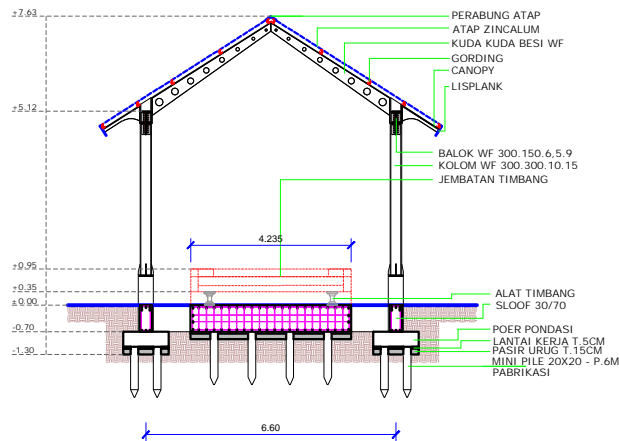 +7.63
PERABUNG ATAP
ATAP ZINCALUM
KUDA KUDA BESI WF
GORDING
CANOPY
LISPLANK
+5.12
BALOK WF 300.150.6,5.9
KOLOM WF 300.300.10.15
JEMBATAN TIMBANG
4.235
+0.95
+0.35
±0.00
ALAT TIMBANG
SLOOF 30/70
-0.70
POER PONDASI
LANTAI KERJA T.5CM
-1.30
PASIR URUG T.15CM
MINI PILE 20X20 - P.6M
PABRIKASI
6.60